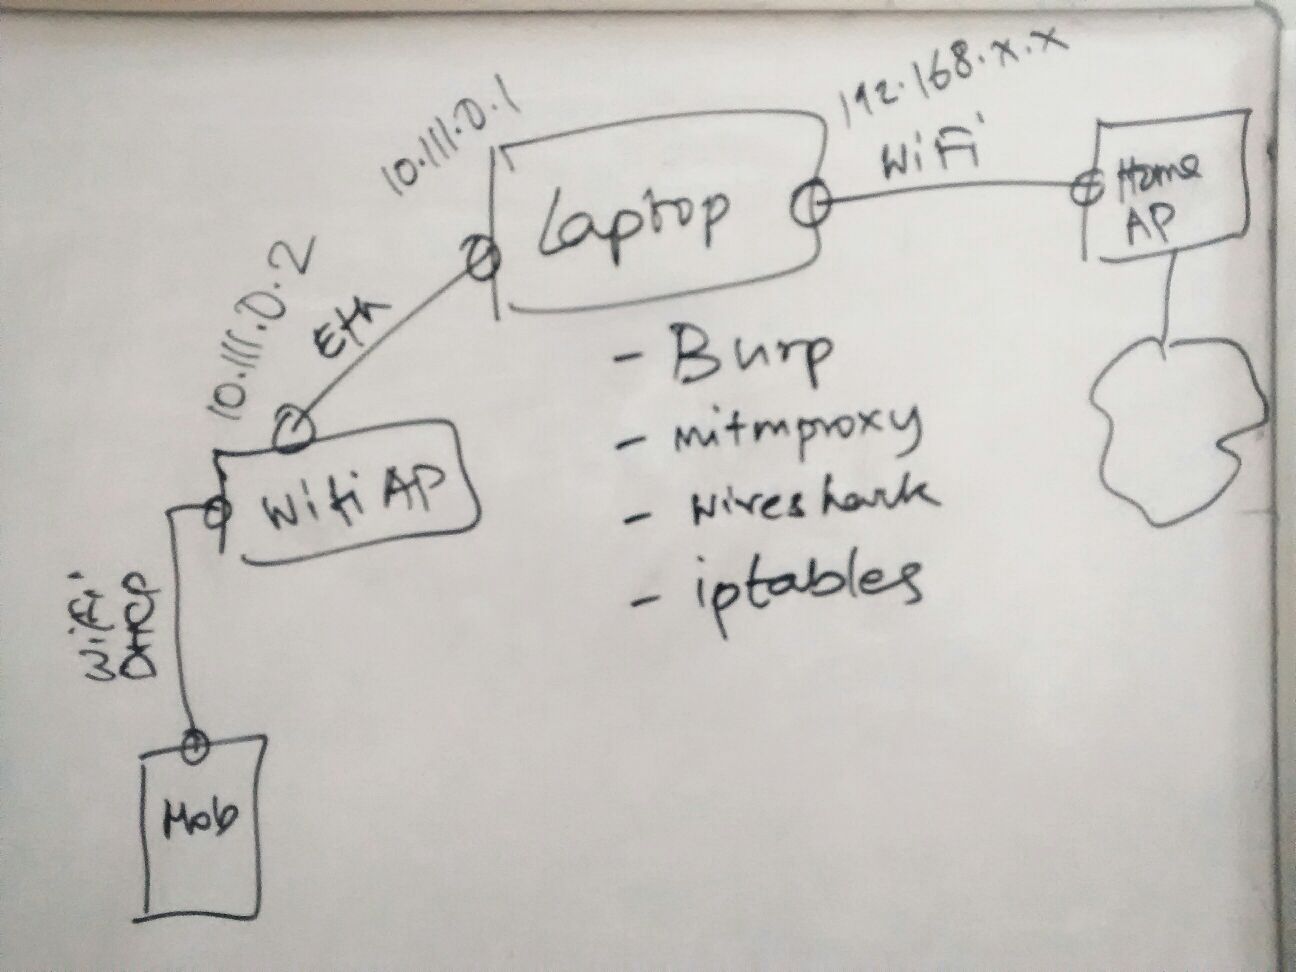 10.111.0.1
192.168.x.x
WiFi
Laptop
Home
AP
10.111.0.2
Eth
- Burp
- mitmproxy
- wireshark
- iptables
Wifi AP
Wifi
DHCP
Mob